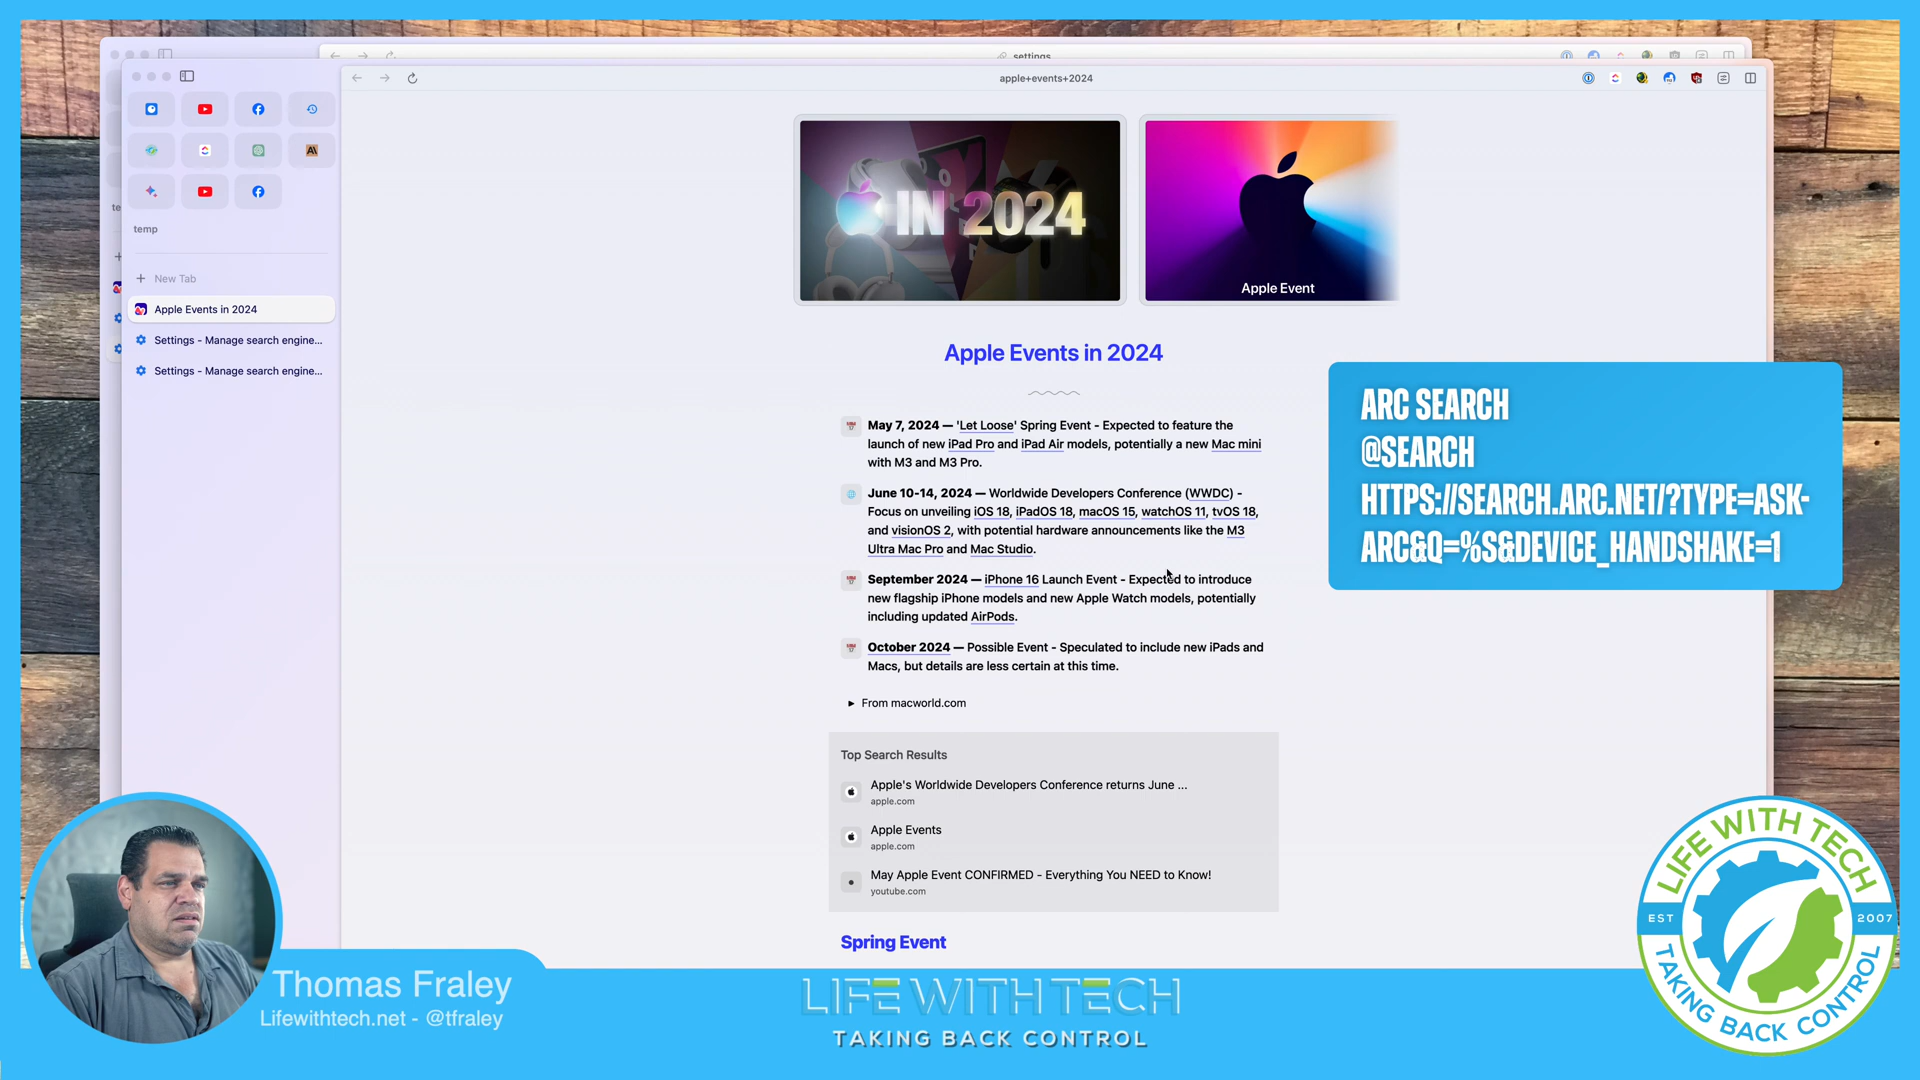 settings
apple+events+2024
temp
New Tab
Apple Events in 2024
Settings - Manage search engine...
Settings - Manage search engine...
IN 2024
Apple Event
Apple Events in 2024
May 7, 2024 — 'Let Loose' Spring Event - Expected to feature the
launch of new iPad Pro and iPad Air models, potentially a new Mac mini
with M3 and M3 Pro.
June 10-14, 2024 — Worldwide Developers Conference (WWDC) -
Focus on unveiling iOS 18, iPadOS 18, macOS 15, watchOS 11, tvOS 18,
and visionOS 2, with potential hardware announcements like the M3
Ultra Mac Pro and Mac Studio.
September 2024 — iPhone 16 Launch Event - Expected to introduce
new flagship iPhone models and new Apple Watch models, potentially
including updated AirPods.
October 2024 — Possible Event - Speculated to include new iPads and
Macs, but details are less certain at this time.
From macworld.com
Top Search Results
Apple's Worldwide Developers Conference returns June ...
apple.com
Apple Events
apple.com
May Apple Event CONFIRMED - Everything You NEED to Know!
youtube.com
Spring Event
ARC SEARCH
@SEARCH
HTTPS://SEARCH.ARC.NET/?TYPE=ASK-
ARC&Q=%S&DEVICE_HANDSHAKE=1
Thomas Fraley
Lifewithtech.net - @tfraley
LIFE WITH TECH
TAKING BACK CONTROL
LIFE WITH TECH
EST 2007
TAKING BACK CONTROL